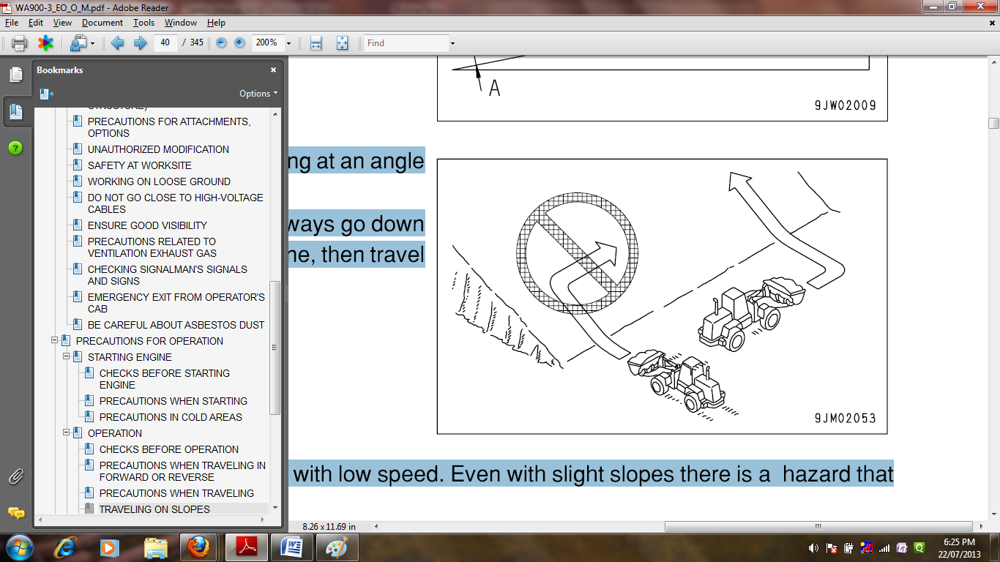 WA900-3_EO_O_M.pdf - Adobe Reader
File Edit View Document Tools Window Help
40 / 345 200% Find
Bookmarks
Options
STRUCTURE)
PRECAUTIONS FOR ATTACHMENTS,
OPTIONS
UNAUTHORIZED MODIFICATION
SAFETY AT WORKSITE
WORKING ON LOOSE GROUND
DO NOT GO CLOSE TO HIGH-VOLTAGE
CABLES
ENSURE GOOD VISIBILITY
PRECAUTIONS RELATED TO
VENTILATION EXHAUST GAS
CHECKING SIGNALMAN'S SIGNALS
AND SIGNS
EMERGENCY EXIT FROM OPERATOR'S
CAB
BE CAREFUL ABOUT ASBESTOS DUST
PRECAUTIONS FOR OPERATION
STARTING ENGINE
CHECKS BEFORE STARTING
ENGINE
PRECAUTIONS WHEN STARTING
PRECAUTIONS IN COLD AREAS
OPERATION
CHECKS BEFORE OPERATION
PRECAUTIONS WHEN TRAVELING IN
FORWARD OR REVERSE
PRECAUTIONS WHEN TRAVELING
TRAVELING ON SLOPES
A
9JW02009
ng at an angle
ways go down
ne, then travel
9JM02053
with low speed. Even with slight slopes there is a hazard that
8.26 x 11.69 in
6:25 PM
22/07/2013